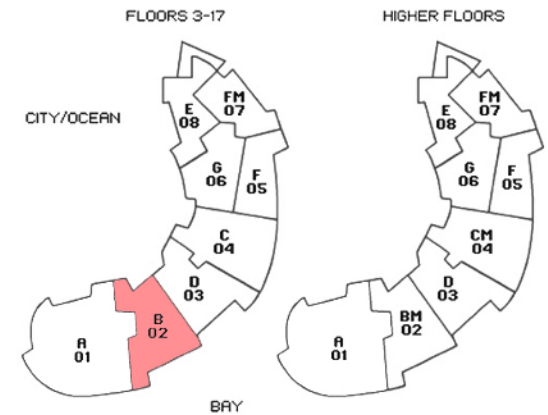 FLOORS 3-17
HIGHER FLOORS
CITY/OCEAN
E
08
FM
07
G
06
F
05
C
04
D
03
B
02
A
01
E
08
FM
07
G
06
F
05
CM
04
D
03
BM
02
A
01
BAY